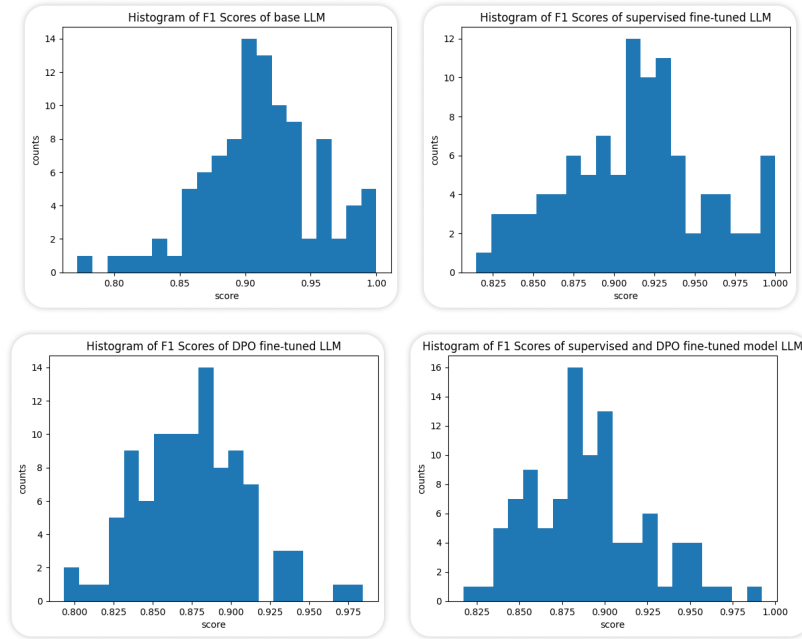 Histogram of F1 Scores of base LLM
14
12
10
8
6
4
2
0
counts
0.80 0.85 0.90 0.95 1.00
score
Histogram of F1 Scores of supervised fine-tuned LLM
12
10
8
6
4
2
0
counts
0.825 0.850 0.875 0.900 0.925 0.950 0.975 1.000
score
Histogram of F1 Scores of DPO fine-tuned LLM
14
12
10
8
6
4
2
0
counts
0.800 0.825 0.850 0.875 0.900 0.925 0.950 0.975
score
Histogram of F1 Scores of supervised and DPO fine-tuned model LLM
16
14
12
10
8
6
4
2
0
counts
0.825 0.850 0.875 0.900 0.925 0.950 0.975
score